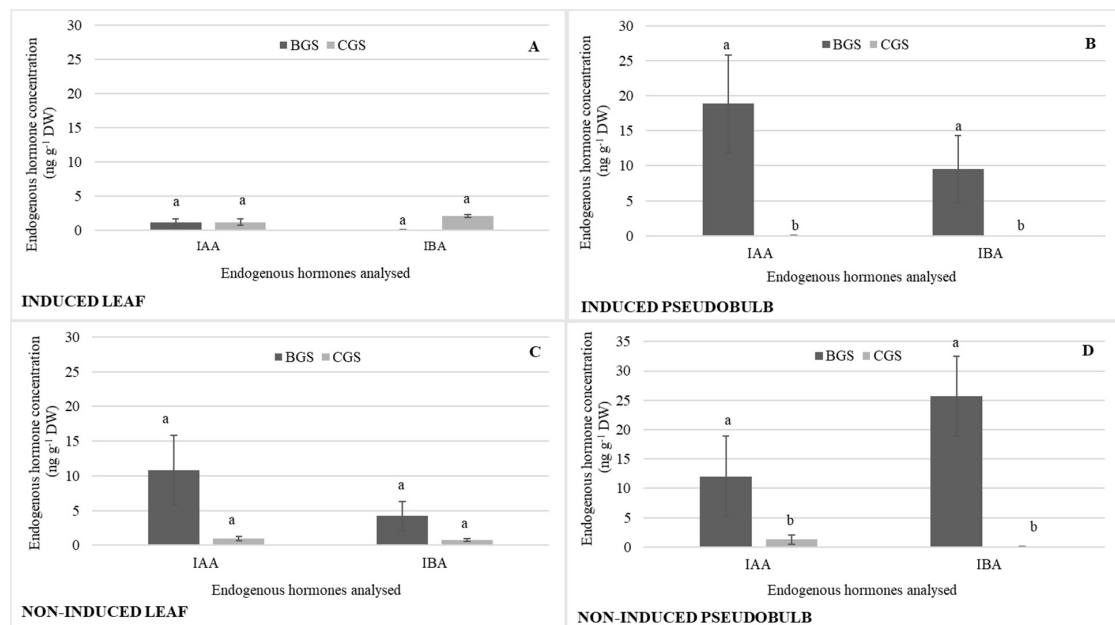 30
25
20
15
10
5
0
Endogenous hormone concentration
(ng g-1 DW)
BGS CGS
A
a
a
a
a
IAA
IBA
Endogenous hormones analysed
INDUCED LEAF
30
25
20
15
10
5
0
Endogenous hormone concentration
(ng g-1 DW)
BGS CGS
B
a
b
a
b
IAA
IBA
Endogenous hormones analysed
INDUCED PSEUDOBULB
30
25
20
15
10
5
0
Endogenous hormone concentration
(ng g-1 DW)
BGS CGS
C
a
a
a
a
IAA
IBA
Endogenous hormones analysed
NON-INDUCED LEAF
35
30
25
20
15
10
5
0
Endogenous hormone concentration
(ng g-1 DW)
BGS CGS
D
a
b
a
b
IAA
IBA
Endogenous hormones analysed
NON-INDUCED PSEUDOBULB